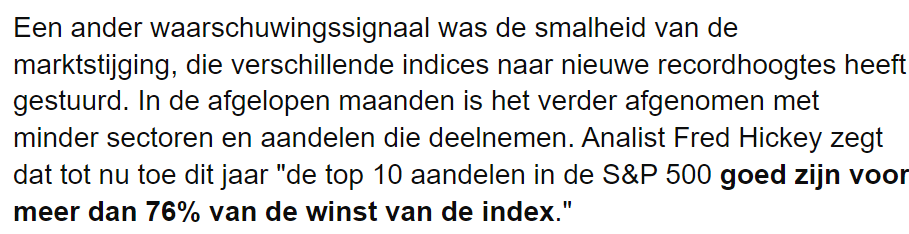 Een ander waarschuwingssignaal was de smalheid van de
marktstijging, die verschillende indices naar nieuwe recordhoogtes heeft
gestuurd. In de afgelopen maanden is het verder afgenomen met
minder sectoren en aandelen die deelnemen. Analist Fred Hickey zegt
dat tot nu toe dit jaar "de top 10 aandelen in de S&P 500 goed zijn voor
meer dan 76% van de winst van de index."